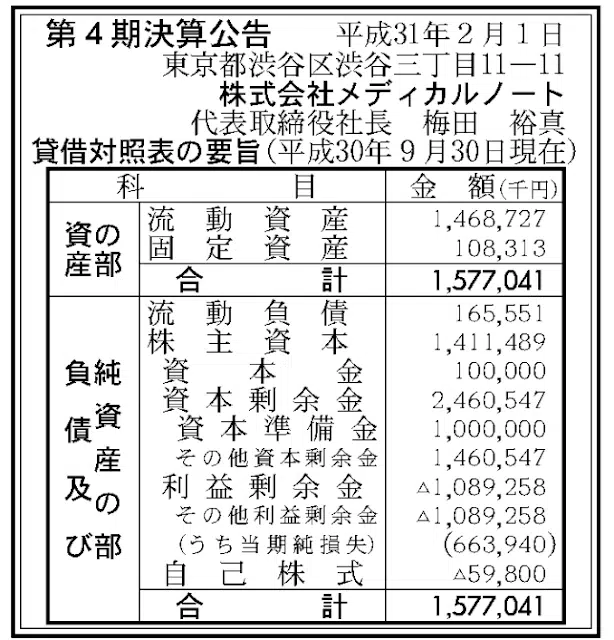 第4期決算公告 平成31年2月1日
東京都渋谷区渋谷三丁目11―11
株式会社メディカルノート
代表取締役社長 梅田 裕真
貸借対照表の要旨(平成30年9月30日現在)
科目 金額(千円)
資産の部
流動資産 1,468,727
固定資産 108,313
合計 1,577,041
負債及び純資産の部
流動負債 165,551
株主資本 1,411,489
資本金 100,000
資本剰余金 2,460,547
資本準備金 1,000,000
その他資本剰余金 1,460,547
利益剰余金 △1,089,258
その他利益剰余金 △1,089,258
(うち当期純損失) (663,940)
自己株式 △59,800
合計 1,577,041